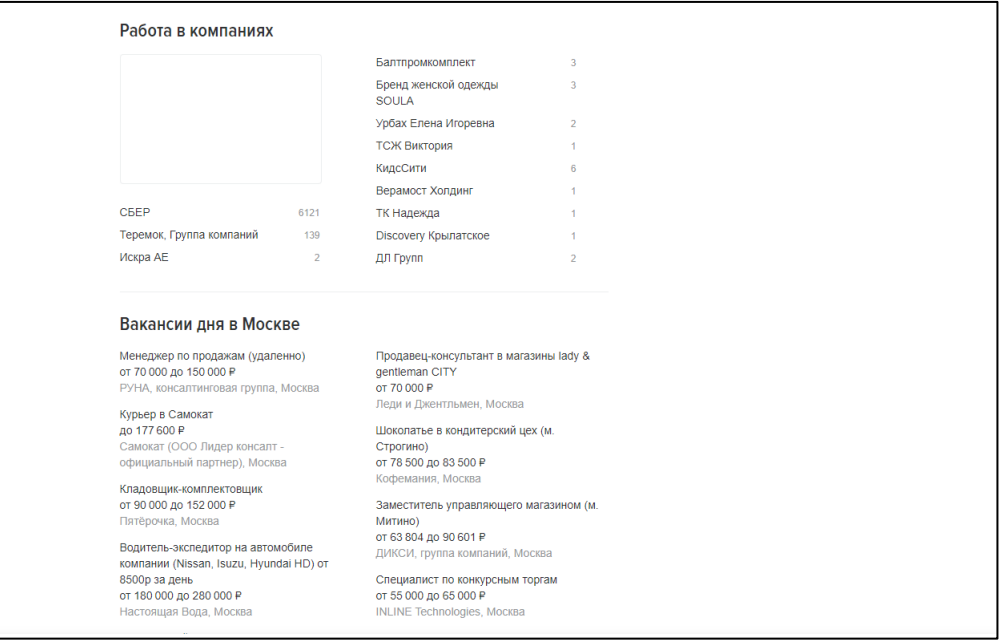 Работа в компаниях
СБЕР 6121
Теремок, Группа компаний 139
Искра АЕ 2
Балтпромкомплект 3
Бренд женской одежды 3
SOULA
Урбах Елена Игоревна 2
ТСЖ Виктория 1
КидсСити 6
Верамост Холдинг 1
ТК Надежда 1
Discovery Крылатское 1
ДЛ Групп 2
Вакансии дня в Москве
Менеджер по продажам (удаленно)
от 70 000 до 150 000 ₽
РУНА, консалтинговая группа, Москва
Курьер в Самокат
до 177 600 ₽
Самокат (ООО Лидер консалт -
официальный партнер), Москва
Кладовщик-комплектовщик
от 90 000 до 152 000 ₽
Пятёрочка, Москва
Водитель-экспедитор на автомобиле
компании (Nissan, Isuzu, Hyundai HD) от
8500р за день
от 180 000 до 280 000 ₽
Настоящая Вода, Москва
Продавец-консультант в магазины lady &
gentleman CITY
от 70 000 ₽
Леди и Джентльмен, Москва
Шоколатье в кондитерский цех (м.
Строгино)
от 78 500 до 83 500 ₽
Кофемания, Москва
Заместитель управляющего магазином (м.
Митино)
от 63 804 до 90 601 ₽
ДИКСИ, группа компаний, Москва
Специалист по конкурсным торгам
от 55 000 до 65 000 ₽
INLINE Technologies, Москва